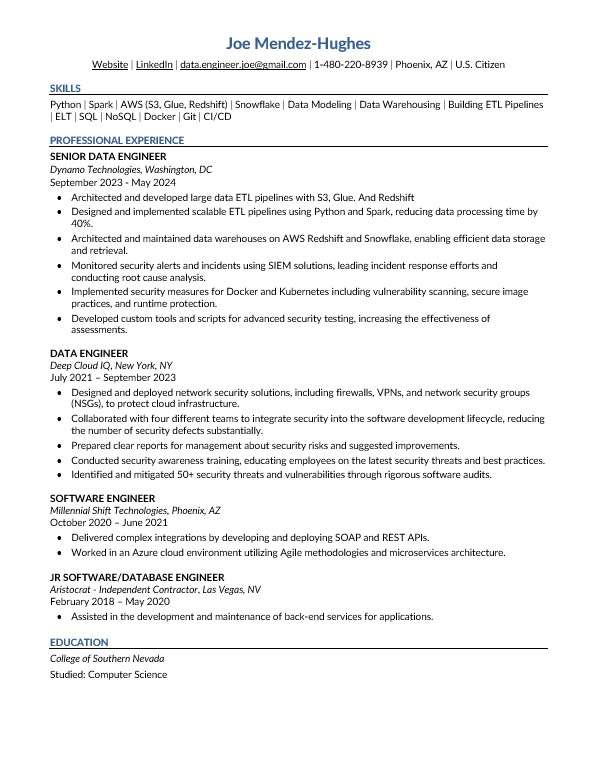 Joe Mendez-Hughes
Website | LinkedIn | data.engineer.joe@gmail.com | 1-480-220-8939 | Phoenix, AZ | U.S. Citizen
SKILLS
Python | Spark | AWS (S3, Glue, Redshift) | Snowflake | Data Modeling | Data Warehousing | Building ETL Pipelines
| ELT | SQL | NoSQL | Docker | Git | CI/CD
PROFESSIONAL EXPERIENCE
SENIOR DATA ENGINEER
Dynamo Technologies, Washington, DC
September 2023 - May 2024
• Architected and developed large data ETL pipelines with S3, Glue. And Redshift
• Designed and implemented scalable ETL pipelines using Python and Spark, reducing data processing time by
40%.
• Architected and maintained data warehouses on AWS Redshift and Snowflake, enabling efficient data storage
and retrieval.
• Monitored security alerts and incidents using SIEM solutions, leading incident response efforts and
conducting root cause analysis.
• Implemented security measures for Docker and Kubernetes including vulnerability scanning, secure image
practices, and runtime protection.
• Developed custom tools and scripts for advanced security testing, increasing the effectiveness of
assessments.
DATA ENGINEER
Deep Cloud IQ, New York, NY
July 2021 – September 2023
• Designed and deployed network security solutions, including firewalls, VPNs, and network security groups
(NSGs), to protect cloud infrastructure.
• Collaborated with four different teams to integrate security into the software development lifecycle, reducing
the number of security defects substantially.
• Prepared clear reports for management about security risks and suggested improvements.
• Conducted security awareness training, educating employees on the latest security threats and best practices.
• Identified and mitigated 50+ security threats and vulnerabilities through rigorous software audits.
SOFTWARE ENGINEER
Millennial Shift Technologies, Phoenix, AZ
October 2020 – June 2021
• Delivered complex integrations by developing and deploying SOAP and REST APIs.
• Worked in an Azure cloud environment utilizing Agile methodologies and microservices architecture.
JR SOFTWARE/DATABASE ENGINEER
Aristocrat - Independent Contractor, Las Vegas, NV
February 2018 – May 2020
• Assisted in the development and maintenance of back-end services for applications.
EDUCATION
College of Southern Nevada
Studied: Computer Science